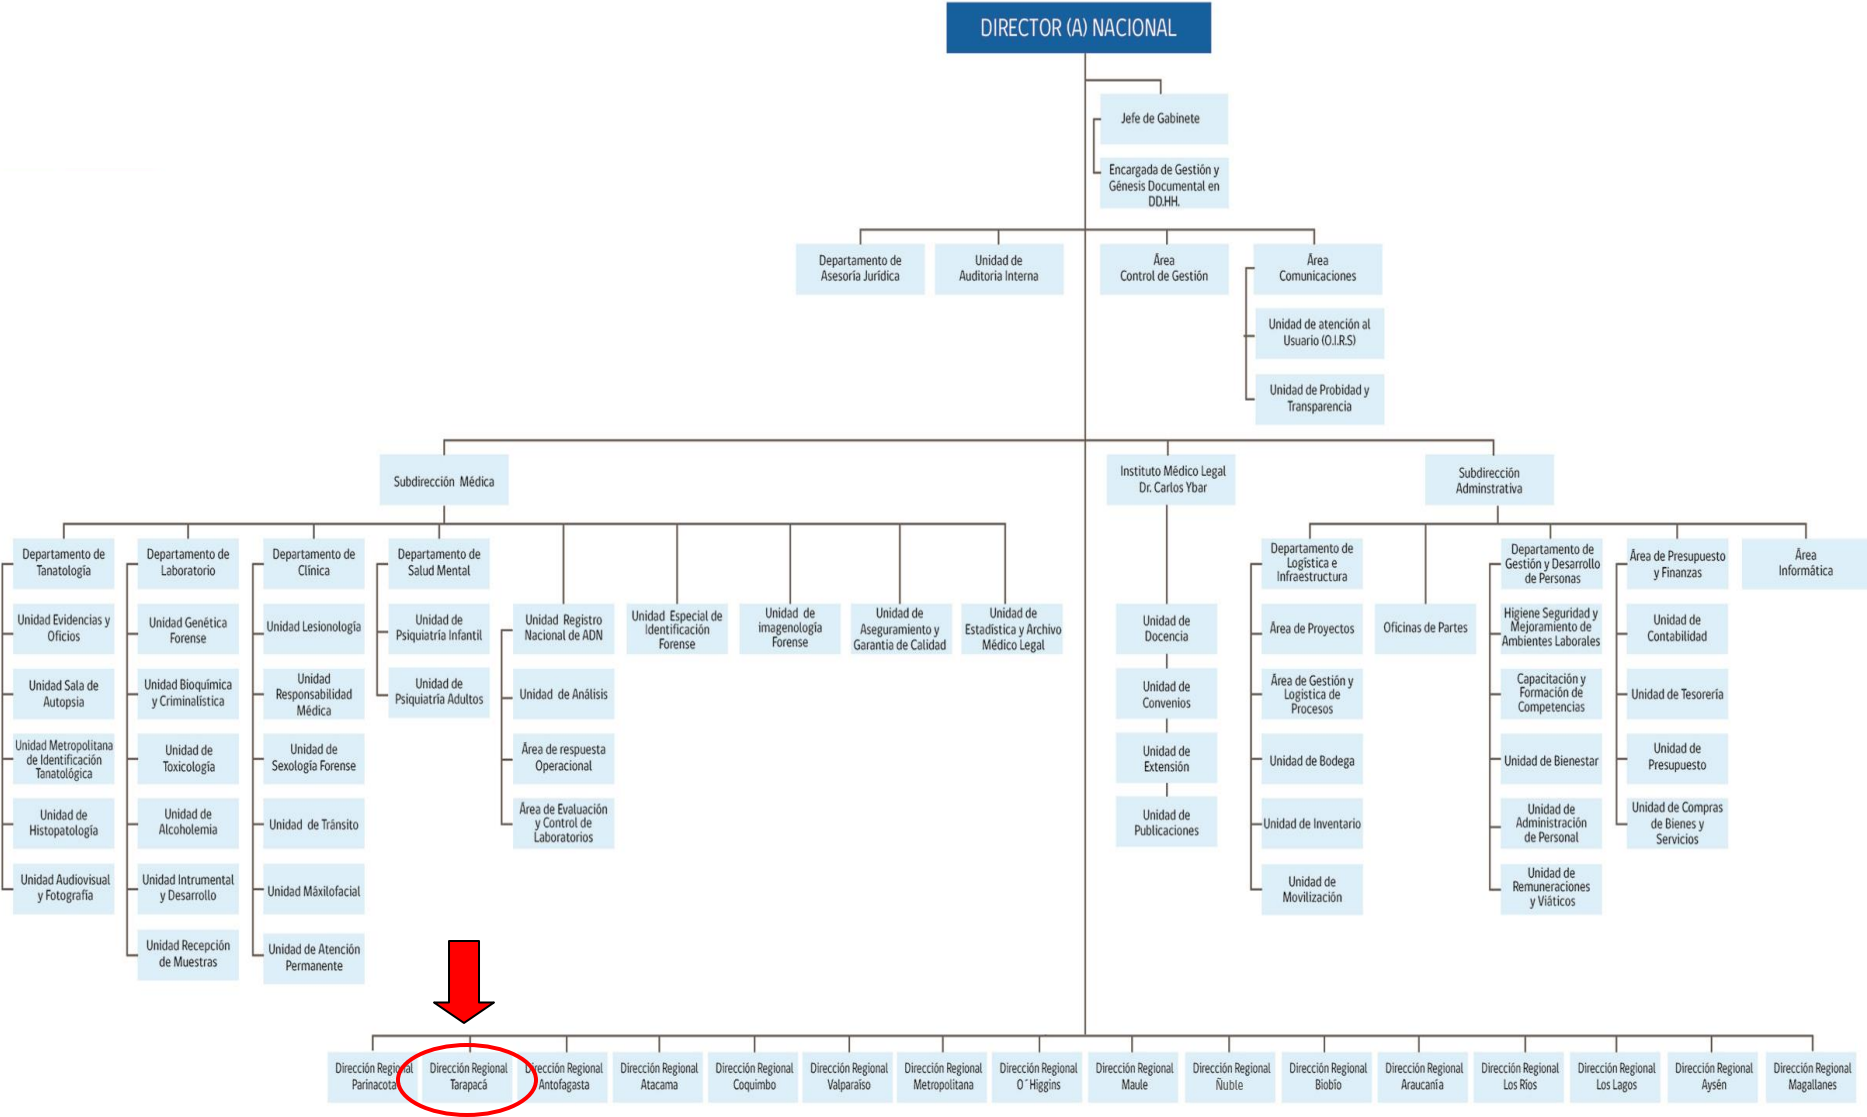 DIRECTOR (A) NACIONAL
Jefe de Gabinete
Encargada de Gestión y
Génesis Documental en
DD.HH.
Departamento de
Asesoría Jurídica
Unidad de
Auditoria Interna
Área
Control de Gestión
Área
Comunicaciones
Unidad de atención al
Usuario (O.I.R.S)
Unidad de Probidad y
Transparencia
Subdirección Médica
Instituto Médico Legal
Dr. Carlos Ybar
Subdirección
Adminstrativa
Departamento de
Tanatología
Unidad Evidencias y
Oficios
Unidad Sala de
Autopsia
Unidad Metropolitana
de Identificación
Tanatológica
Unidad de
Histopatología
Unidad Audiovisual
y Fotografía
Departamento de
Laboratorio
Unidad Genética
Forense
Unidad Bioquímica
y Criminalística
Unidad de
Toxicología
Unidad de
Alcoholemia
Unidad Intrumental
y Desarrollo
Unidad Recepción
de Muestras
Departamento de
Clínica
Unidad Lesionología
Unidad
Responsabilidad
Médica
Unidad de
Sexología Forense
Unidad de Tránsito
Unidad Máxilofacial
Unidad de Atención
Permanente
Departamento de
Salud Mental
Unidad de
Psiquiatría Infantil
Unidad de
Psiquiatría Adultos
Unidad Registro
Nacional de ADN
Unidad de Análisis
Área de respuesta
Operacional
Área de Evaluación
y Control de
Laboratorios
Unidad Especial de
Identificación
Forense
Unidad de
imagenología
Forense
Unidad de
Aseguramiento y
Garantia de Calidad
Unidad de
Estadística y Archivo
Médico Legal
Unidad de
Docencia
Unidad de
Convenios
Unidad de
Extensión
Unidad de
Publicaciones
Departamento de
Logística e
Infraestructura
Área de Proyectos
Área de Gestión y
Logística de
Procesos
Unidad de Bodega
Unidad de Inventario
Unidad de
Movilización
Oficinas de Partes
Departamento de
Gestión y Desarrollo
de Personas
Higiene Seguridad y
Mejoramiento de
Ambientes Laborales
Capacitación y
Formación de
Competencias
Unidad de Bienestar
Unidad de
Administración
de Personal
Unidad de
Remuneraciones
y Viáticos
Área de Presupuesto
y Finanzas
Unidad de
Contabilidad
Unidad de Tesorería
Unidad de
Presupuesto
Unidad de Compras
de Bienes y
Servicios
Área
Informática
Dirección Regional
Parinacota
Dirección Regional
Tarapacá
Dirección Regional
Antofagasta
Dirección Regional
Atacama
Dirección Regional
Coquimbo
Dirección Regional
Valparaíso
Dirección Regional
Metropolitana
Dirección Regional
O´Higgins
Dirección Regional
Maule
Dirección Regional
Ñuble
Dirección Regional
Biobío
Dirección Regional
Araucanía
Dirección Regional
Los Ríos
Dirección Regional
Los Lagos
Dirección Regional
Aysén
Dirección Regional
Magallanes